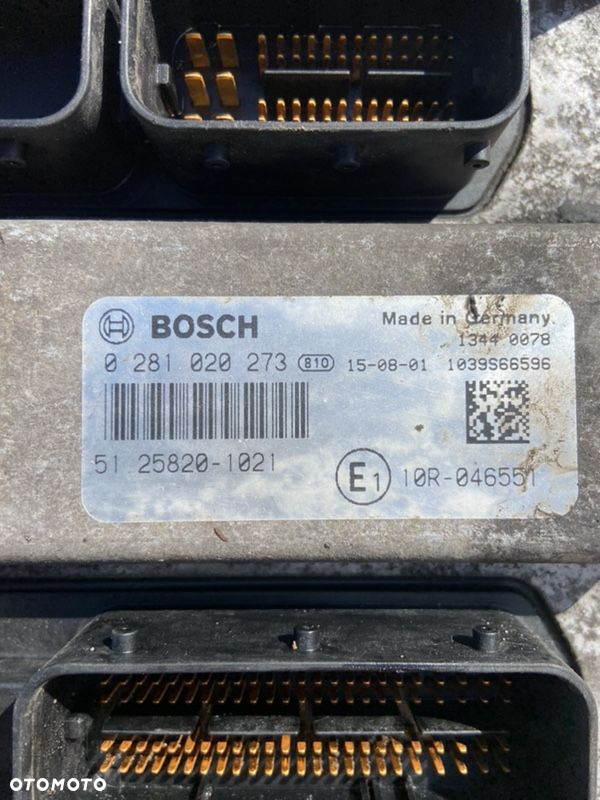 BOSCH
Made in Germany.
1344 0078
0 281 020 273 810 15-08-01 1039S66596
51 25820-1021
E1 10R-046551
OTOMOTO